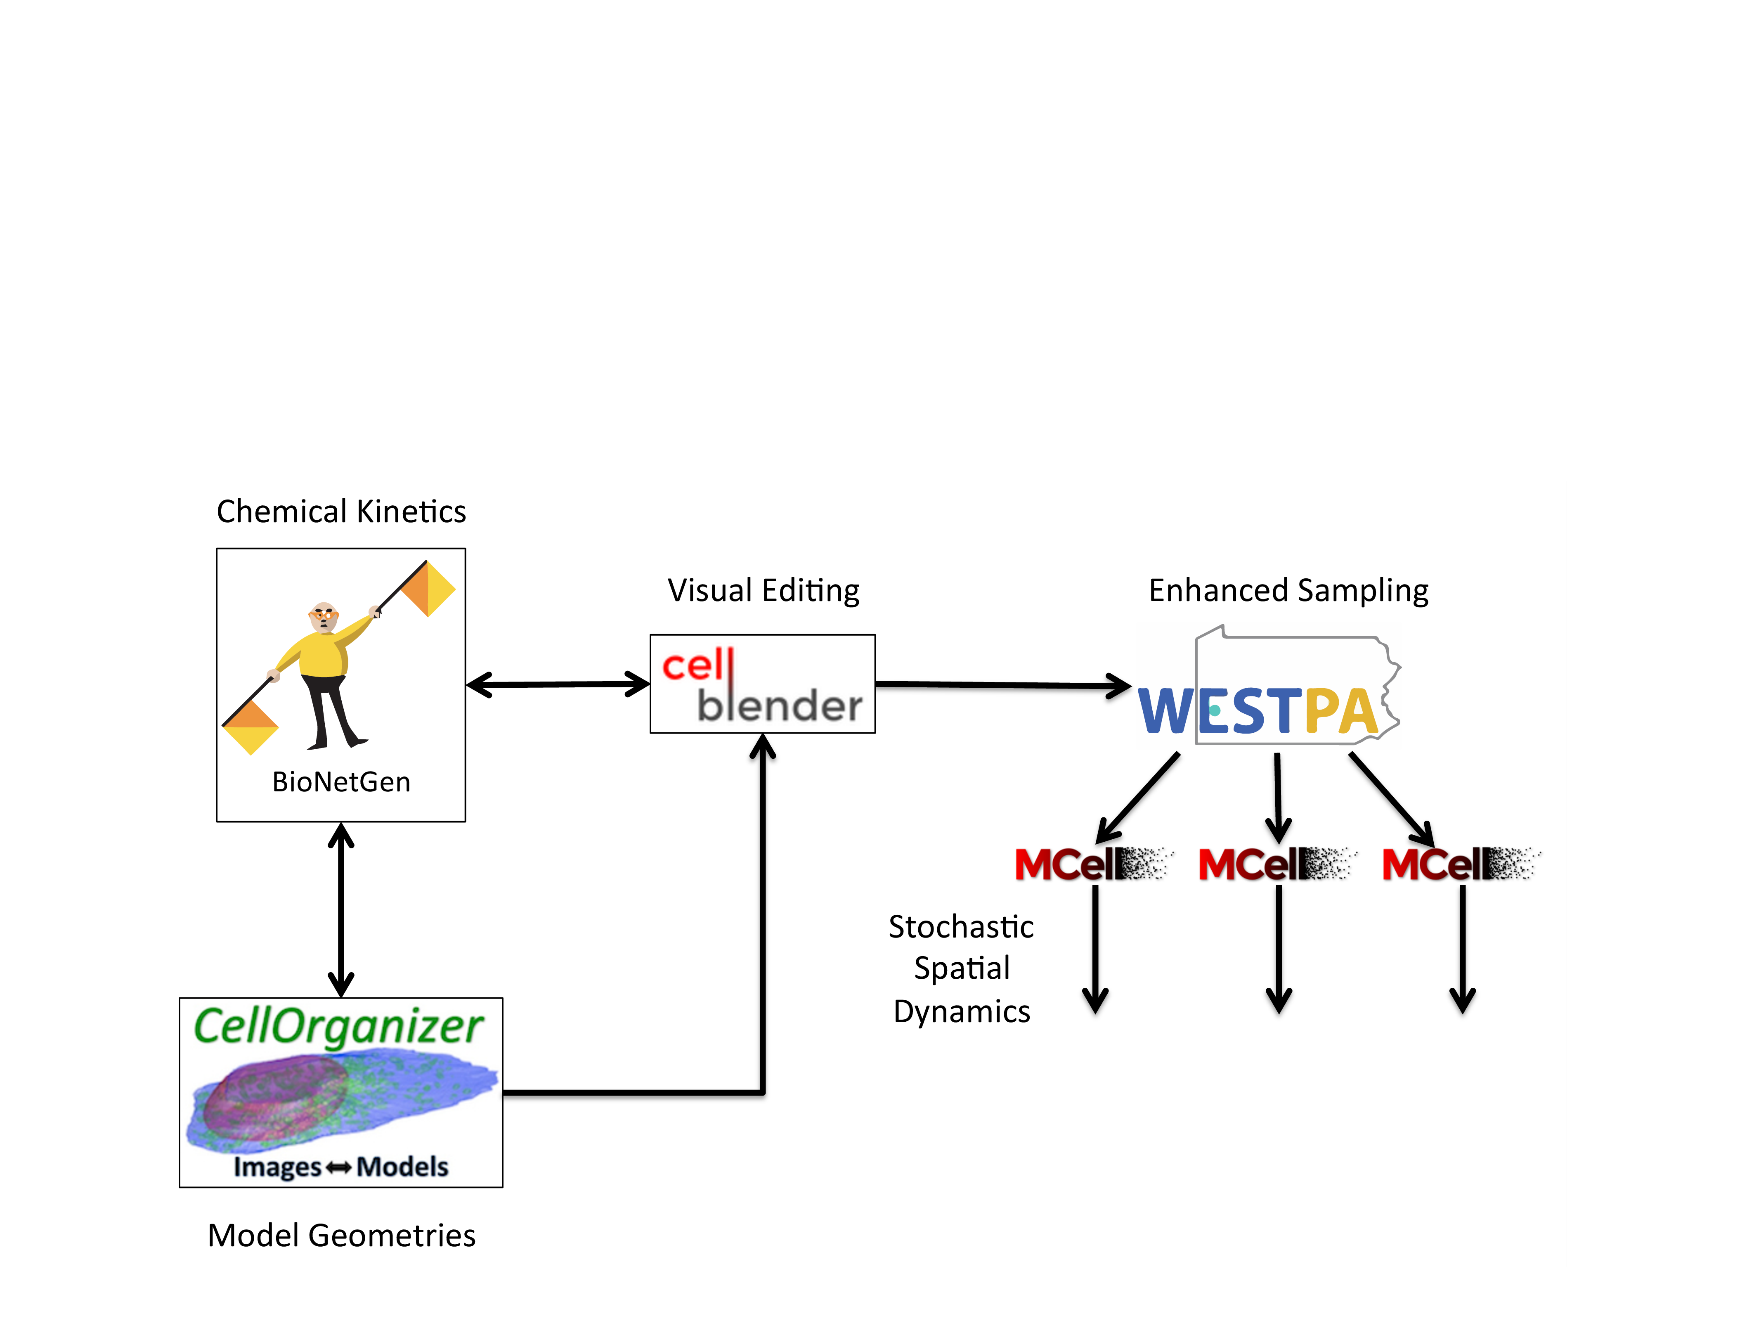 Chemical Kinetics
BioNetGen
Visual Editing
cell
blender
Enhanced Sampling
WESTPA
MCell MCell MCell
Stochastic
Spatial
Dynamics
CellOrganizer
Images⬌Models
Model Geometries